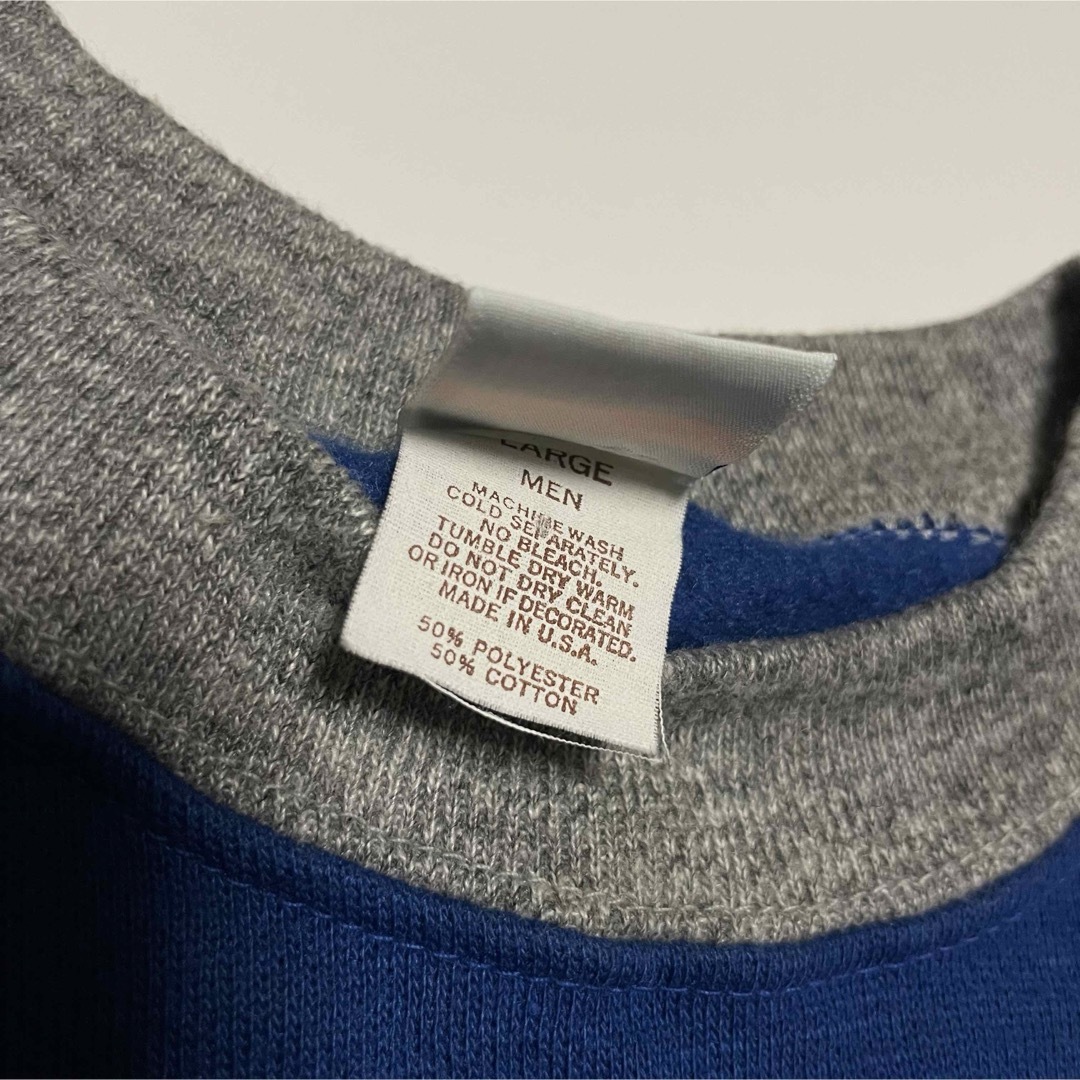 LARGE
MEN
MACHINE WASH
COLD SEPARATELY.
NO BLEACH.
TUMBLE DRY WARM
DO NOT DRY CLEAN
OR IRON IF DECORATED.
MADE IN U.S.A.
50% POLYESTER
50% COTTON